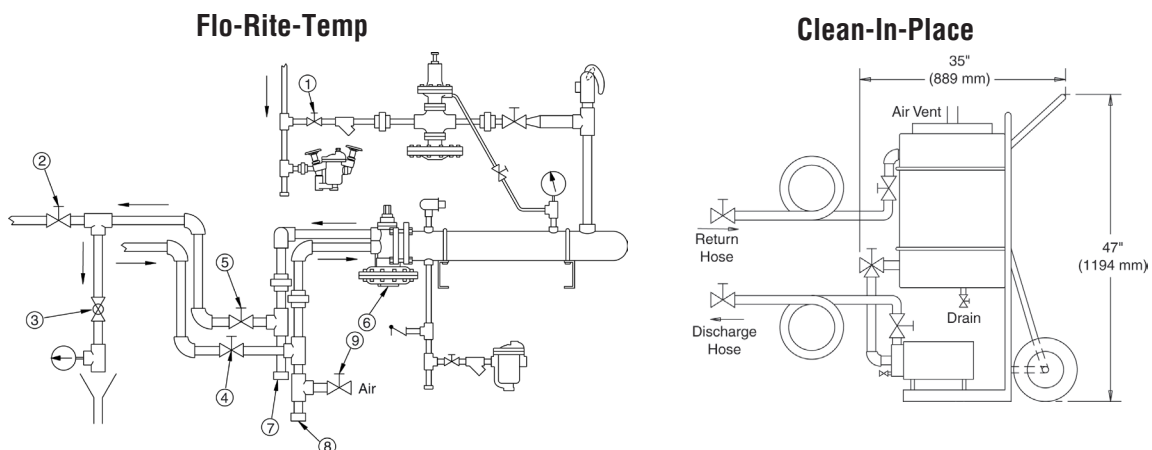 Flo-Rite-Temp
1
2
3
4
5
6
7
8
9
Air
Clean-In-Place
35"
(889 mm)
Air Vent
47"
(1194 mm)
Return
Hose
Discharge
Hose
Drain